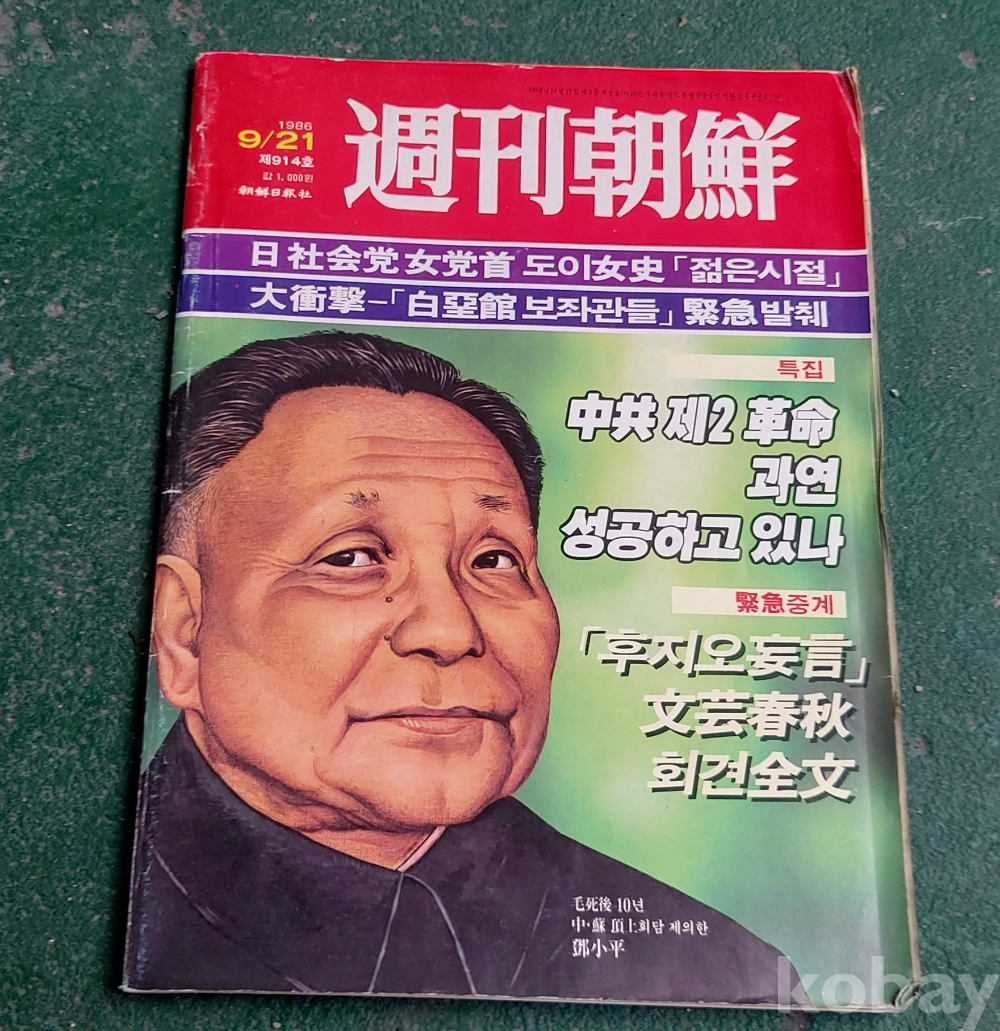 1986
9/21
제914호
값 1,000원
朝鮮日報社
週刊朝鮮
日 社会党 女党首 도이女史「젊은시절」
大衝擊-「白堊館 보좌관들」緊急발췌
특집
中共 제2 革命
과연
성공하고 있나
緊急중계
「후지오妄言」
文芸春秋
회견全文
毛死後 10년
中·蘇 頂上회담 제의한
鄧小平
kobay